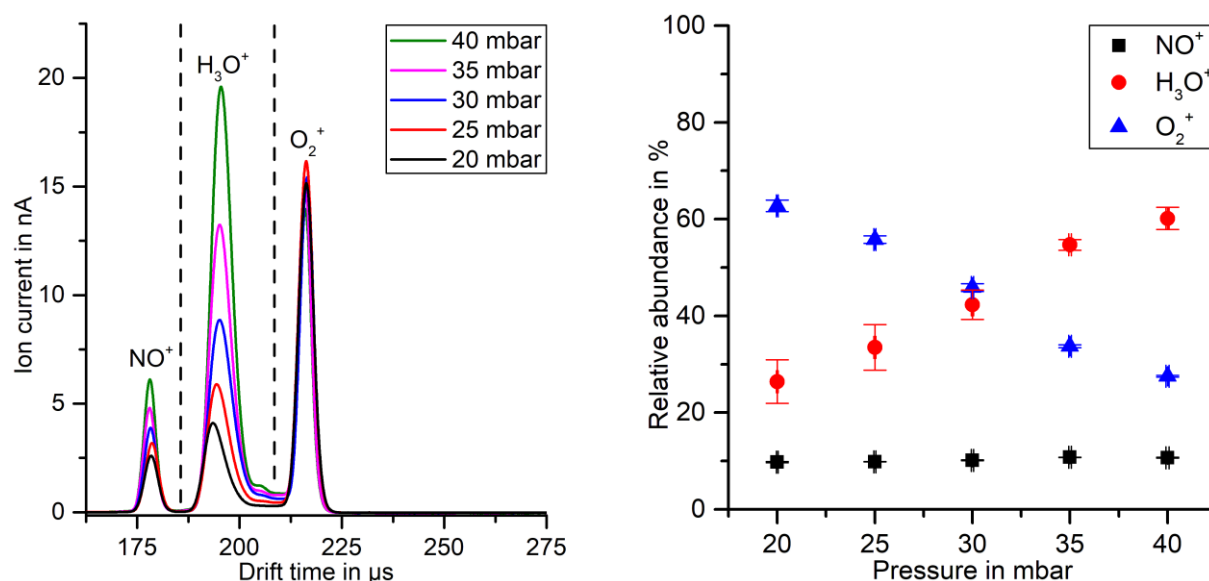 Ion current in nA
20
15
10
5
0
NO⁺
H₃O⁺
O₂⁺
40 mbar
35 mbar
30 mbar
25 mbar
20 mbar
175 200 225 250 275
Drift time in µs
Relative abundance in %
100
80
60
40
20
0
NO⁺
H₃O⁺
O₂⁺
20 25 30 35 40
Pressure in mbar